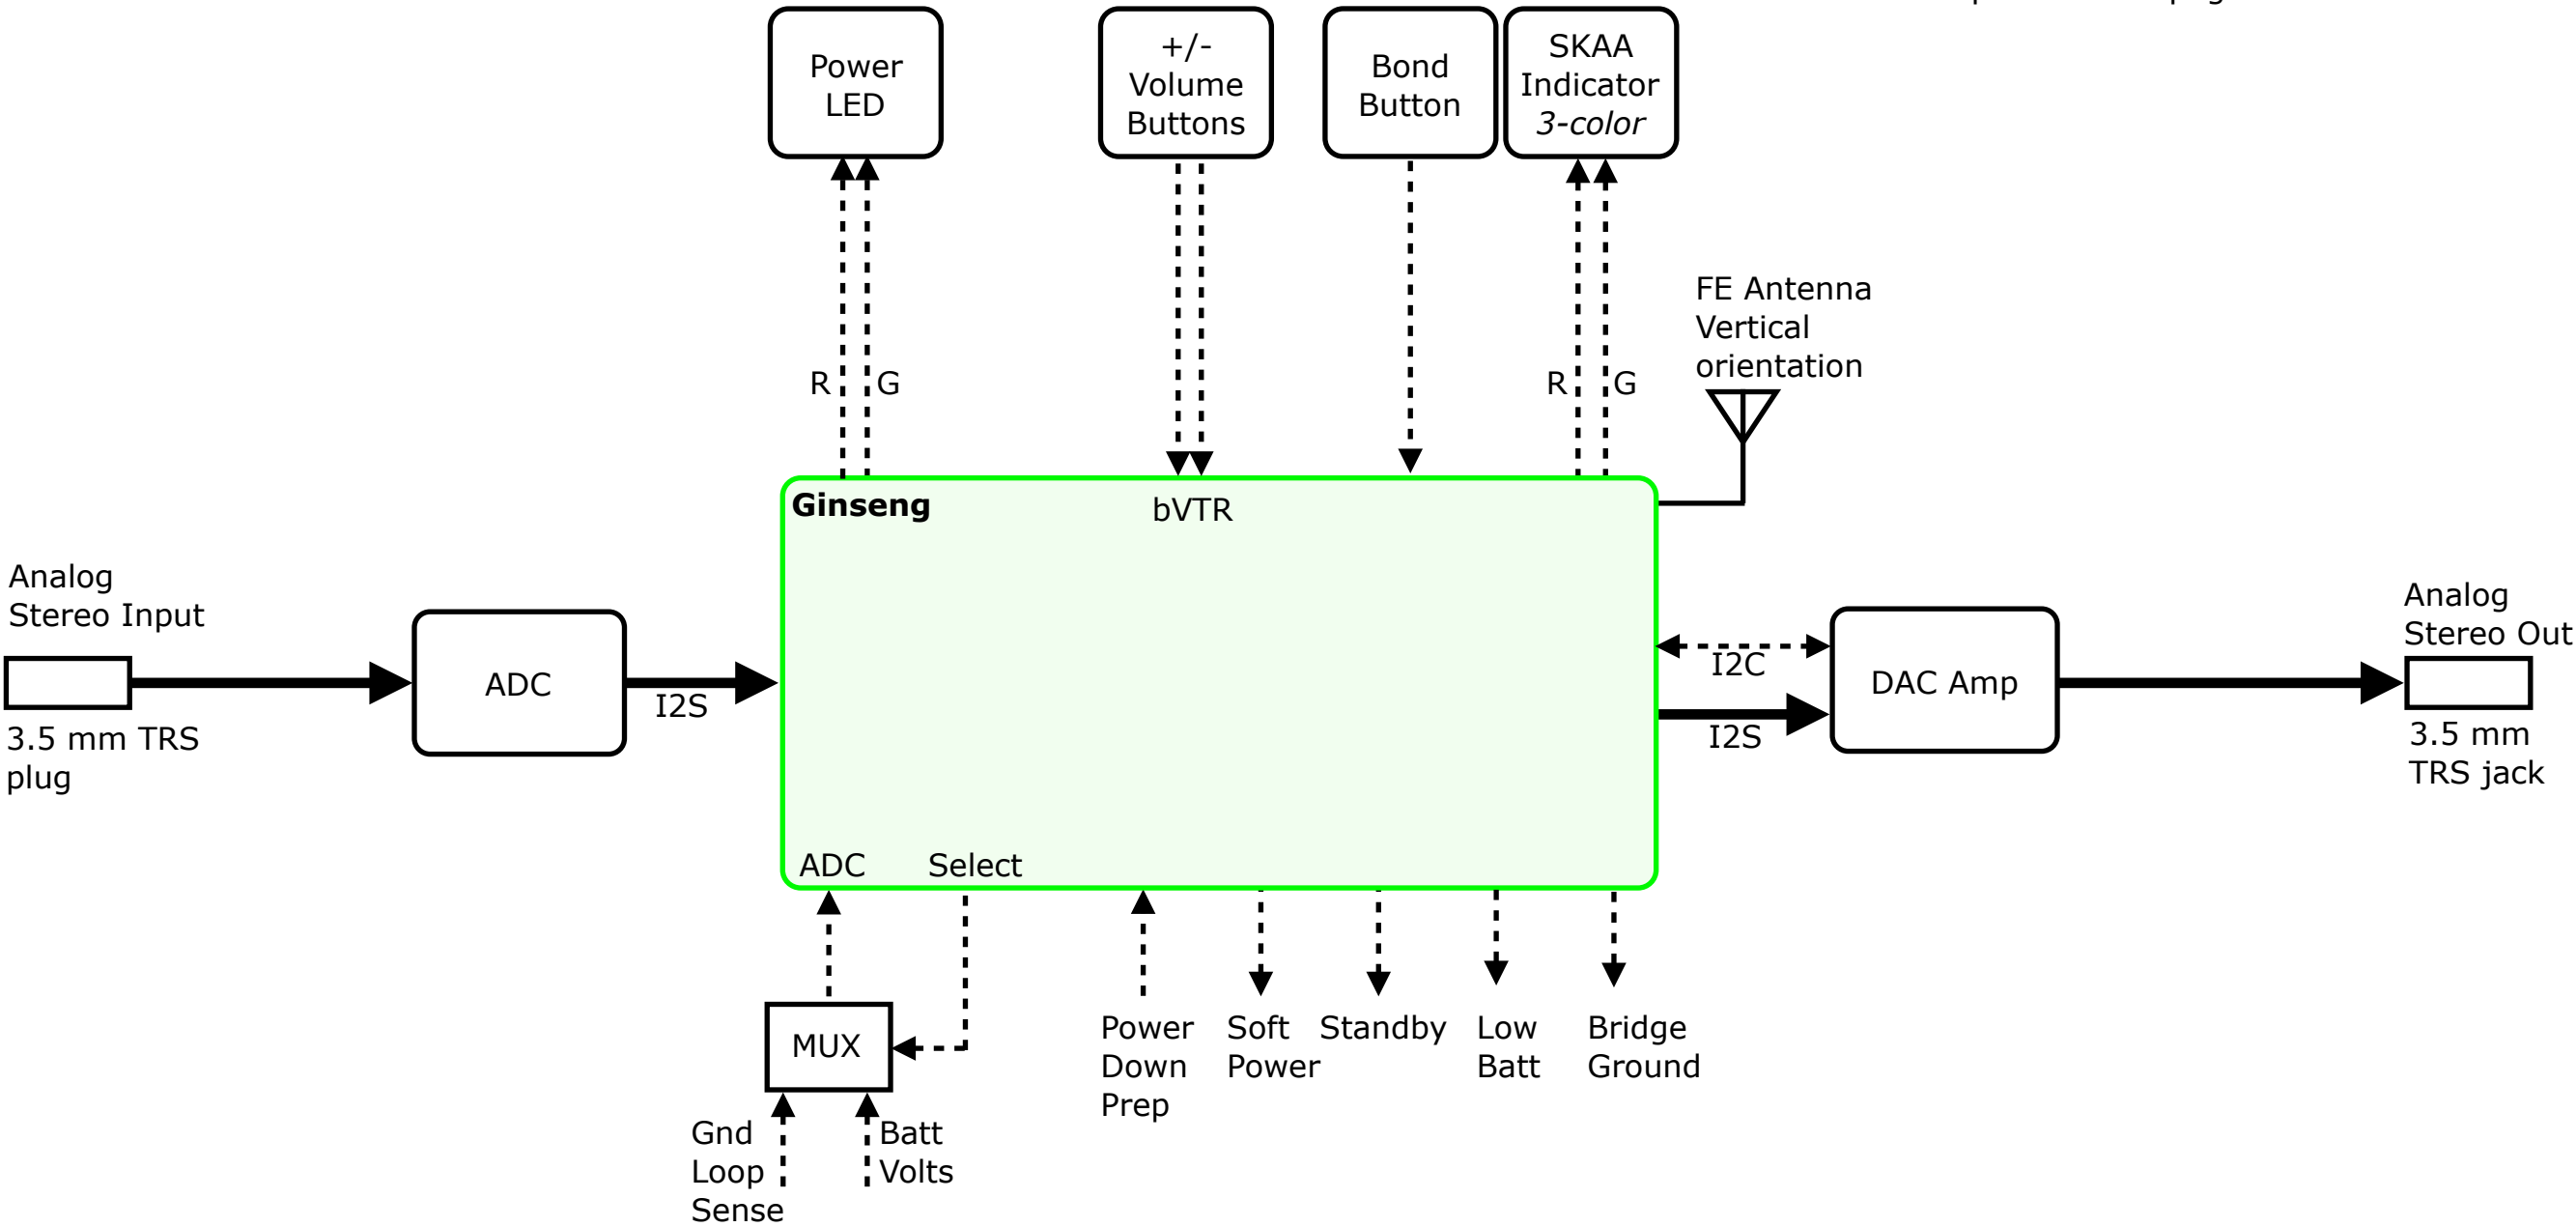 Power
LED
+/-
Volume
Buttons
Bond
Button
SKAA
Indicator
3-color
R
G
R
G
FE Antenna
Vertical
orientation
Ginseng
bVTR
Analog
Stereo Input
ADC
I2S
3.5 mm TRS
plug
I2C
I2S
DAC Amp
Analog
Stereo Out
3.5 mm
TRS jack
ADC
Select
MUX
Gnd
Loop
Sense
Batt
Volts
Power
Down
Prep
Soft
Power
Standby
Low
Batt
Bridge
Ground